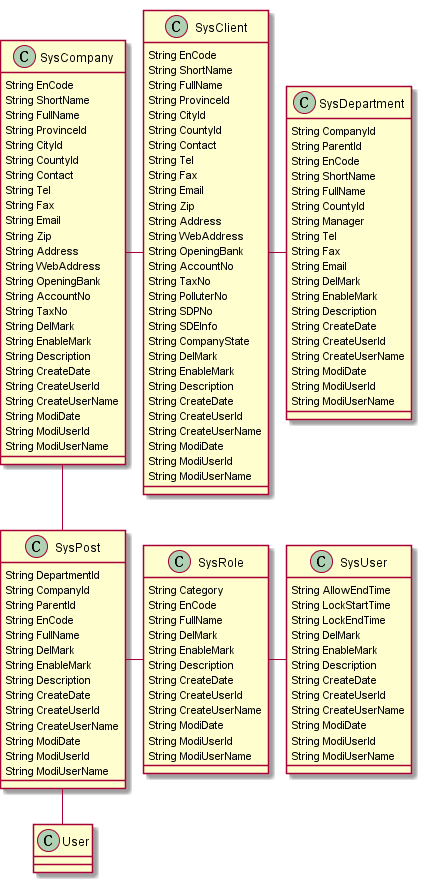 C SysCompany
String EnCode
String ShortName
String FullName
String ProvinceId
String CityId
String CountyId
String Contact
String Tel
String Fax
String Email
String Zip
String Address
String WebAddress
String OpeningBank
String AccountNo
String TaxNo
String DelMark
String EnableMark
String Description
String CreateDate
String CreateUserId
String CreateUserName
String ModiDate
String ModiUserId
String ModiUserName
C SysClient
String EnCode
String ShortName
String FullName
String ProvinceId
String CityId
String CountyId
String Contact
String Tel
String Fax
String Email
String Zip
String Address
String WebAddress
String OpeningBank
String AccountNo
String TaxNo
String PolluterNo
String SDPNo
String SDEInfo
String CompanyState
String DelMark
String EnableMark
String Description
String CreateDate
String CreateUserId
String CreateUserName
String ModiDate
String ModiUserId
String ModiUserName
C SysDepartment
String CompanyId
String ParentId
String EnCode
String ShortName
String FullName
String CountyId
String Manager
String Tel
String Fax
String Email
String DelMark
String EnableMark
String Description
String CreateDate
String CreateUserId
String CreateUserName
String ModiDate
String ModiUserId
String ModiUserName
C SysPost
String DepartmentId
String CompanyId
String ParentId
String EnCode
String FullName
String DelMark
String EnableMark
String Description
String CreateDate
String CreateUserId
String CreateUserName
String ModiDate
String ModiUserId
String ModiUserName
C SysRole
String Category
String EnCode
String FullName
String DelMark
String EnableMark
String Description
String CreateDate
String CreateUserId
String CreateUserName
String ModiDate
String ModiUserId
String ModiUserName
C SysUser
String AllowEndTime
String LockStartTime
String LockEndTime
String DelMark
String EnableMark
String Description
String CreateDate
String CreateUserId
String CreateUserName
String ModiDate
String ModiUserId
String ModiUserName
C User